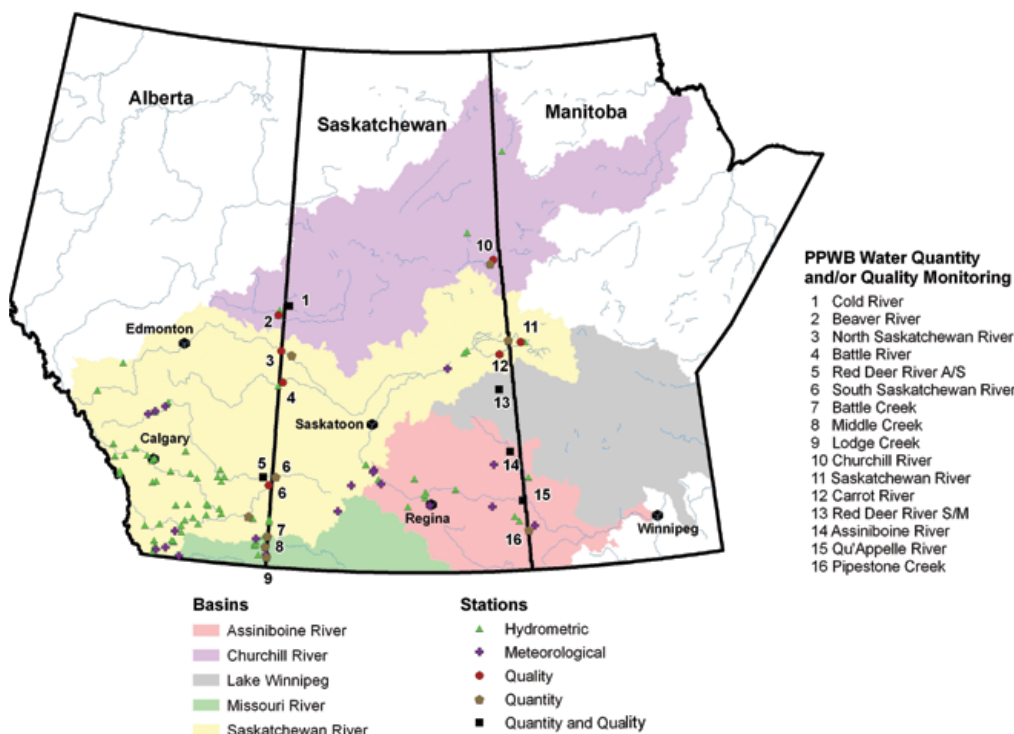 Alberta
Saskatchewan
Manitoba
10
1
2
Edmonton
3
11
12
4
13
Saskatoon
Calgary
14
5
6
6
15
Regina
Winnipeg
7
16
8
9
PPWB Water Quantity
and/or Quality Monitoring
1 Cold River
2 Beaver River
3 North Saskatchewan River
4 Battle River
5 Red Deer River A/S
6 South Saskatchewan River
7 Battle Creek
8 Middle Creek
9 Lodge Creek
10 Churchill River
11 Saskatchewan River
12 Carrot River
13 Red Deer River S/M
14 Assiniboine River
15 Qu'Appelle River
16 Pipestone Creek
Basins
Assiniboine River
Churchill River
Lake Winnipeg
Missouri River
Saskatchewan River
Stations
Hydrometric
Meteorological
Quality
Quantity
Quantity and Quality